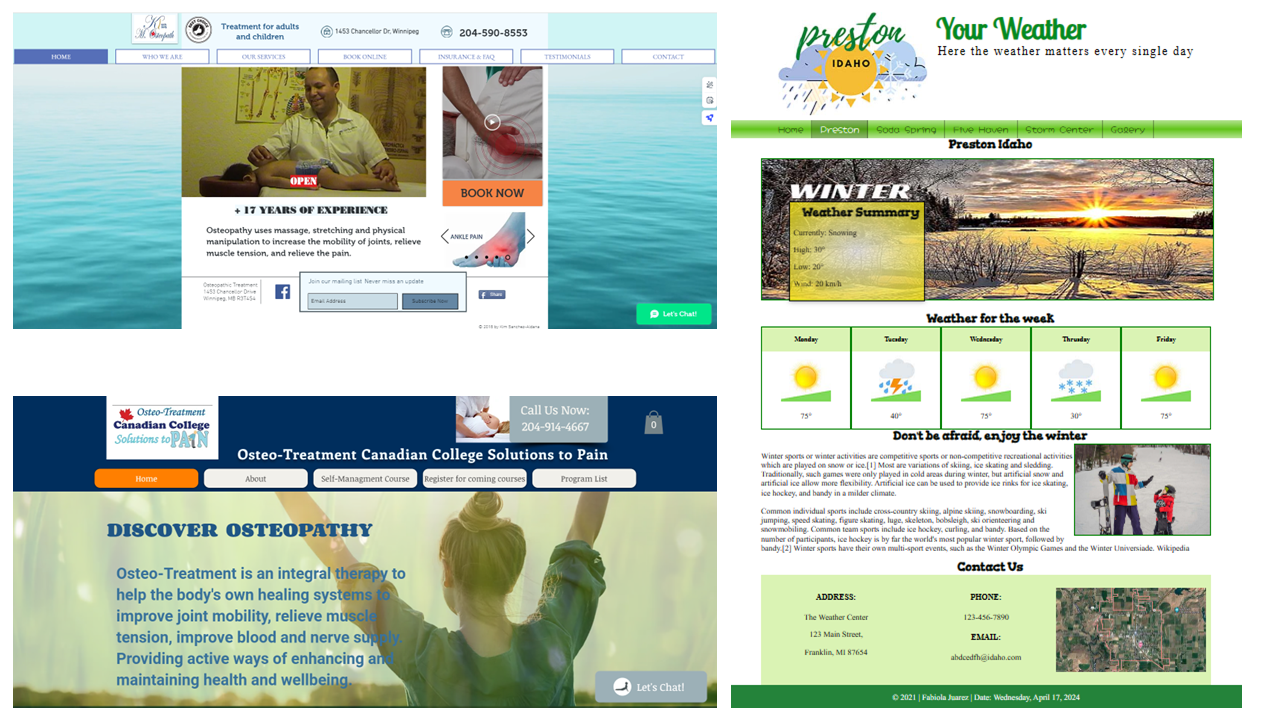 M. Osteopath
Treatment for adults
and children
1453 Chancellor Dr. Winnipeg
204-590-8553
HOME
WHO WE ARE
OUR SERVICES
BOOK ONLINE
INSURANCE & FAQ
TESTIMONIALS
CONTACT
OPEN
BOOK NOW
+ 17 YEARS OF EXPERIENCE
Osteopathy uses massage, stretching and physical
manipulation to increase the mobility of joints, relieve
muscle tension, and relieve the pain.
ANKLE PAIN
Osteopathic Treatment
1453 Chancellor Drive
Winnipeg, MB R3T4S4
Join our mailing list Never miss an update
Email Address
Subscribe Now
Share
Let's Chat!
© 2019 by Kim Sanchez-Aldana
Osteo-Treatment
Canadian College
Solutions to PAIN
Call Us Now:
204-914-4667
0
Osteo-Treatment Canadian College Solutions to Pain
Home
About
Self-Managment Course
Register for coming courses
Program List
DISCOVER OSTEOPATHY
Osteo-Treatment is an integral therapy to
help the body's own healing systems to
improve joint mobility, relieve muscle
tension, improve blood and nerve supply.
Providing active ways of enhancing and
maintaining health and wellbeing.
Let's Chat!
preston
IDAHO
Your Weather
Here the weather matters every single day
Home
Preston
Soda Spring
Five Haven
Storm Center
Gallery
Preston Idaho
WINTER
Weather Summary
Currently: Snowing
High: 30°
Low: 20°
Wind: 20 km/h
Weather for the week
Monday
Tuesday
Wednesday
Thrusday
Friday
75°
40°
75°
30°
75°
Don't be afraid, enjoy the winter
Winter sports or winter activities are competitive sports or non-competitive recreational activities
which are played on snow or ice.[1] Most are variations of skiing, ice skating and sledding.
Traditionally, such games were only played in cold areas during winter, but artificial snow and
artificial ice allow more flexibility. Artificial ice can be used to provide ice rinks for ice skating,
ice hockey, and bandy in a milder climate.
Common individual sports include cross-country skiing, alpine skiing, snowboarding, ski
jumping, speed skating, figure skating, luge, skeleton, bobsleigh, ski orienteering and
snowmobiling. Common team sports include ice hockey, curling, and bandy. Based on the
number of participants, ice hockey is by far the world's most popular winter sport, followed by
bandy.[2] Winter sports have their own multi-sport events, such as the Winter Olympic Games and the Winter Universiade. Wikipedia
Contact Us
ADDRESS:
The Weather Center
123 Main Street,
Franklin, MI 87654
PHONE:
123-456-7890
EMAIL:
abdcedfh@idaho.com
© 2021 | Fabiola Juarez | Date: Wednesday, April 17, 2024